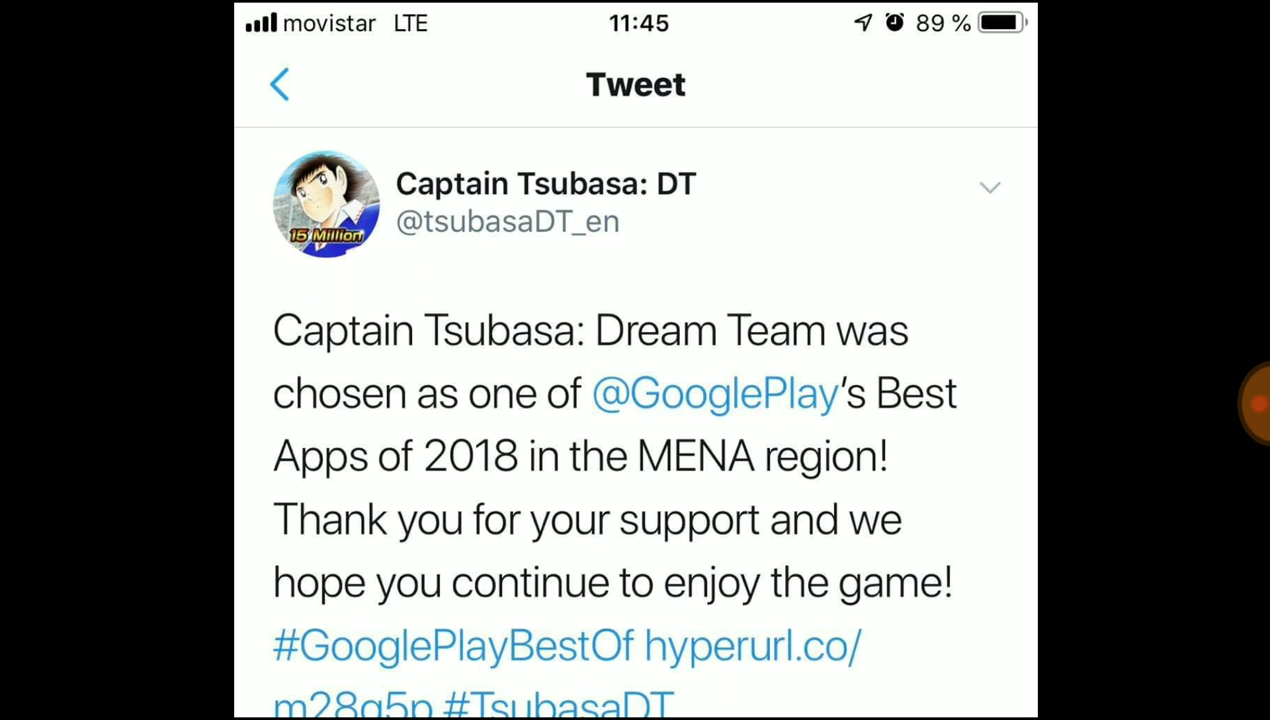 movistar LTE 11:45 89 %
Tweet
Captain Tsubasa: DT
@tsubasaDT_en
15 Million
Captain Tsubasa: Dream Team was
chosen as one of @GooglePlay’s Best
Apps of 2018 in the MENA region!
Thank you for your support and we
hope you continue to enjoy the game!
#GooglePlayBestOf hyperurl.co/
#TsubasaDT